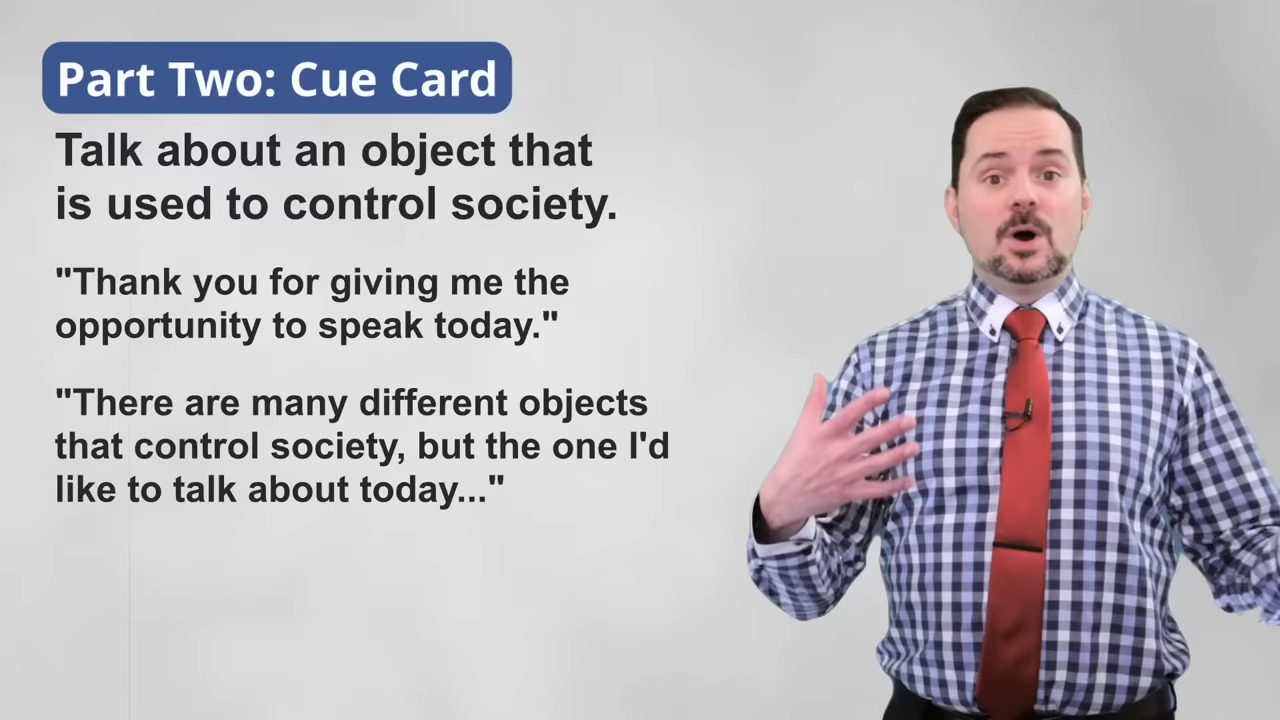 Part Two: Cue Card
Talk about an object that
is used to control society.
"Thank you for giving me the
opportunity to speak today."
"There are many different objects
that control society, but the one I'd
like to talk about today..."